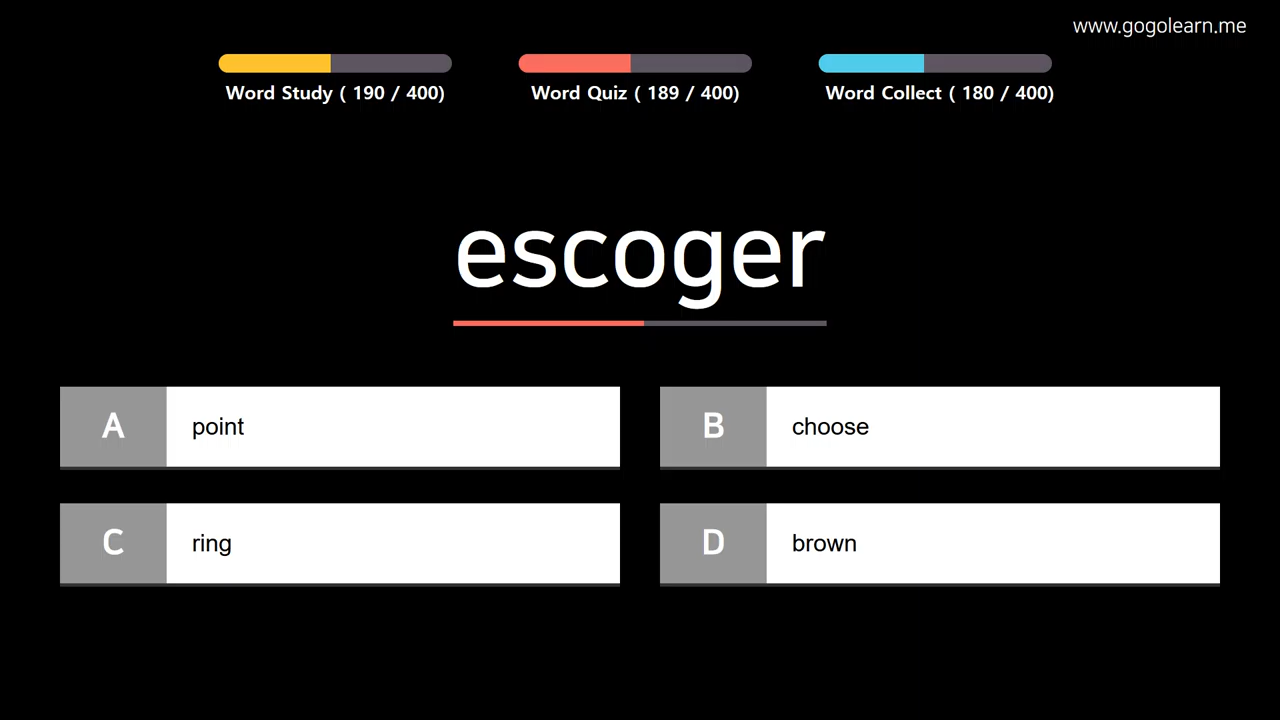 www.gogolearn.me
Word Study ( 190 / 400)
Word Quiz ( 189 / 400)
Word Collect ( 180 / 400)
escoger
A point
B choose
C ring
D brown